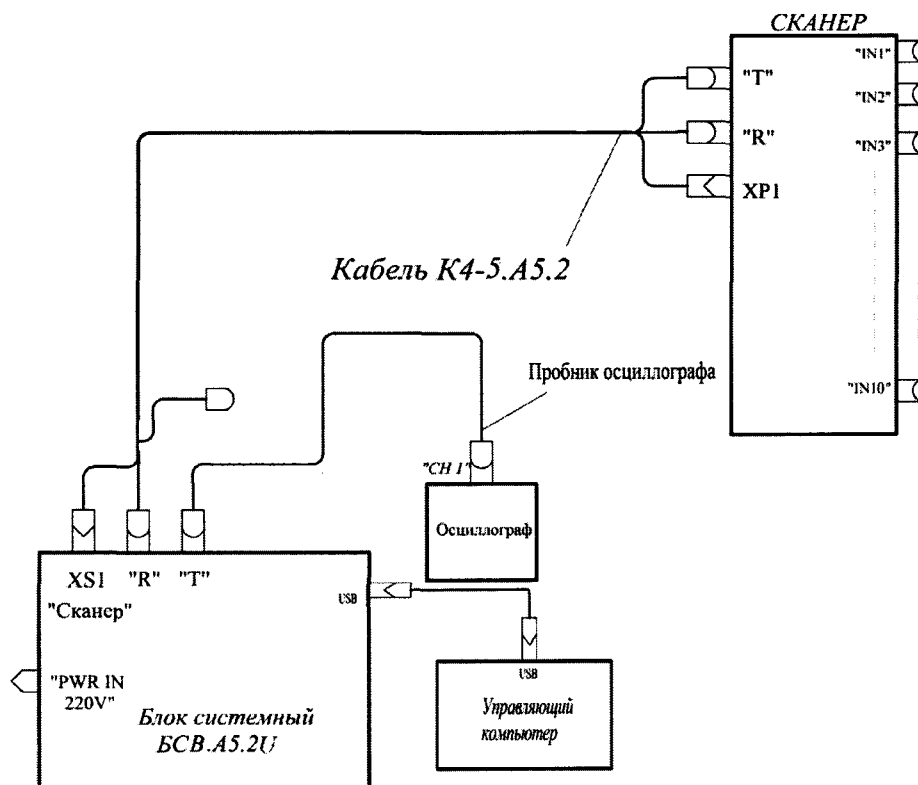 СКАНЕР
"IN1"
"T"
"IN2"
"R"
"IN3"
XP1
Кабель К4-5.А5.2
Пробник осциллографа
"IN10"
"CH 1"
Осциллограф
XS1 "R" "T"
"Сканер"
USB
"PWR IN
220V"
USB
Управляющий
компьютер
Блок системный
БСВ.А5.2U